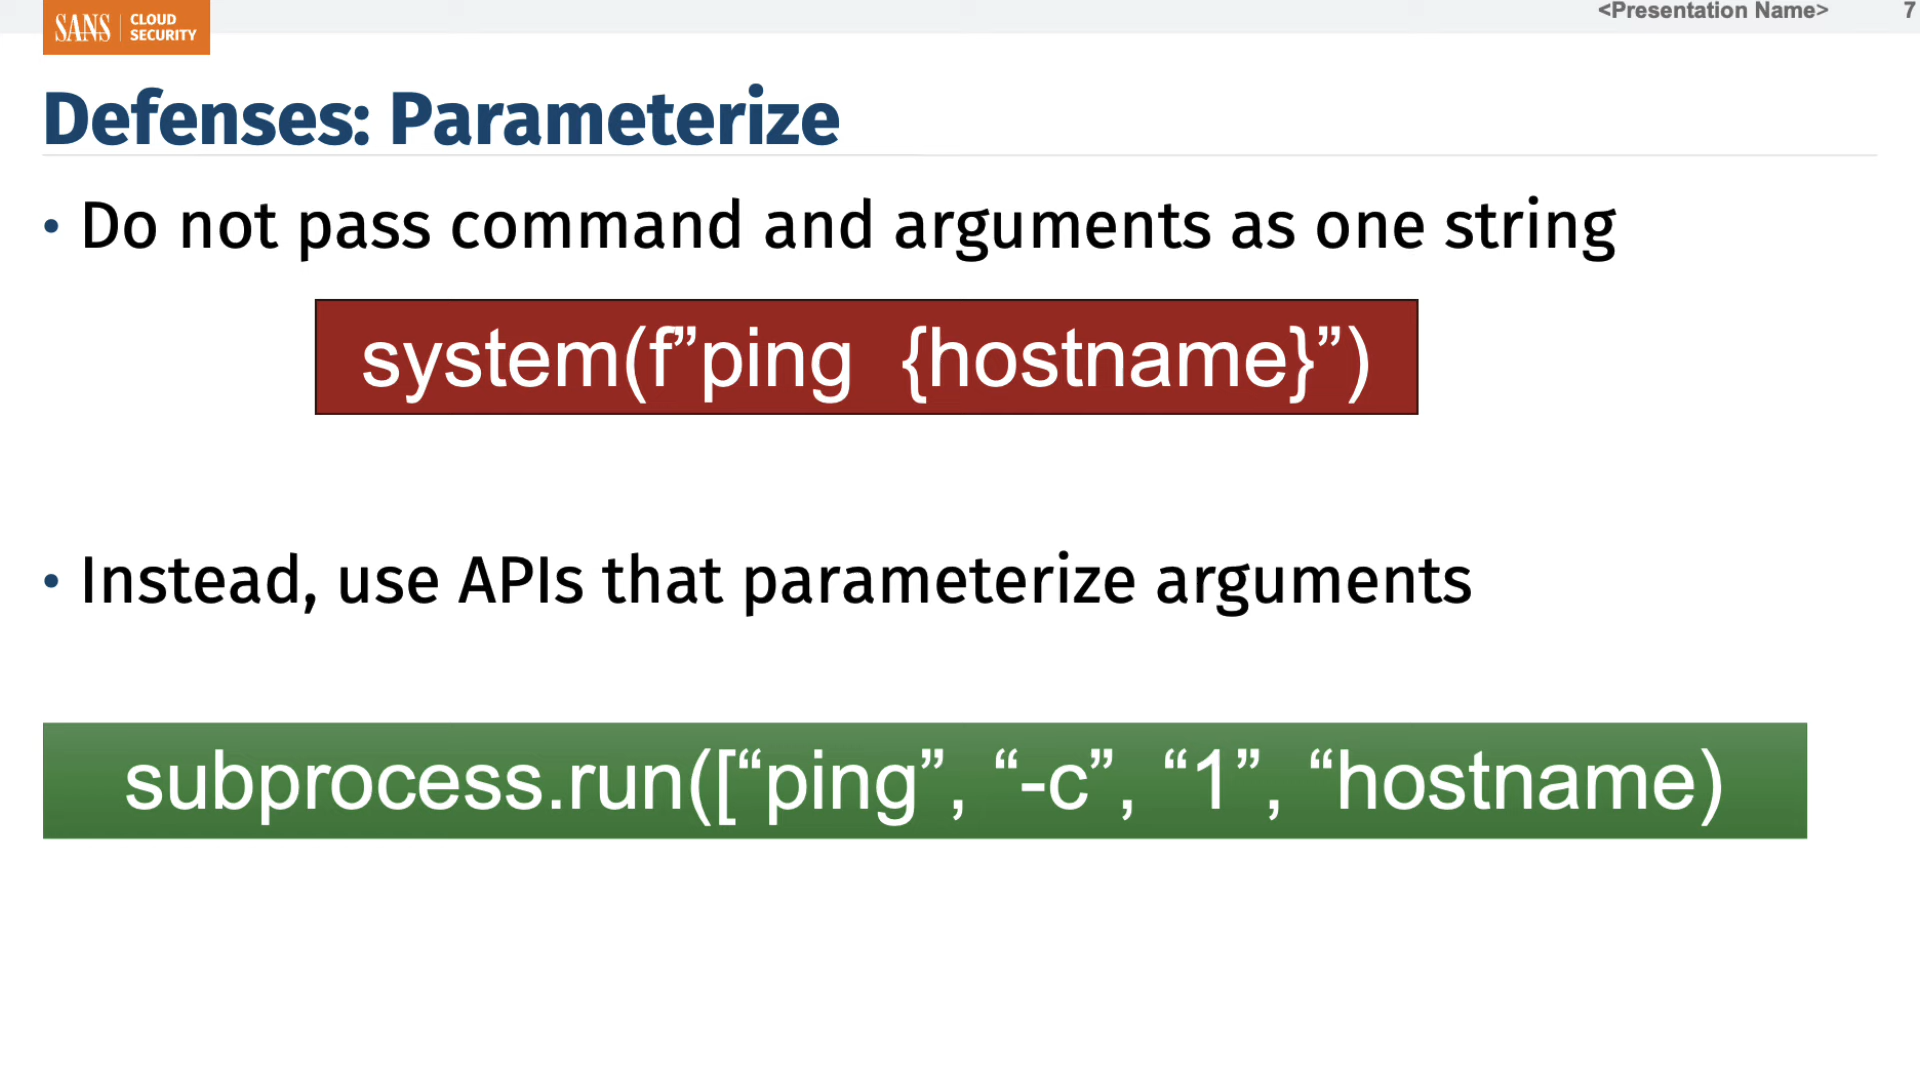 SANS | CLOUD
SECURITY
<Presentation Name> 7
Defenses: Parameterize
• Do not pass command and arguments as one string
system(f”ping  {hostname}”)
• Instead, use APIs that parameterize arguments
subprocess.run([“ping”, “-c”, “1”, “hostname)